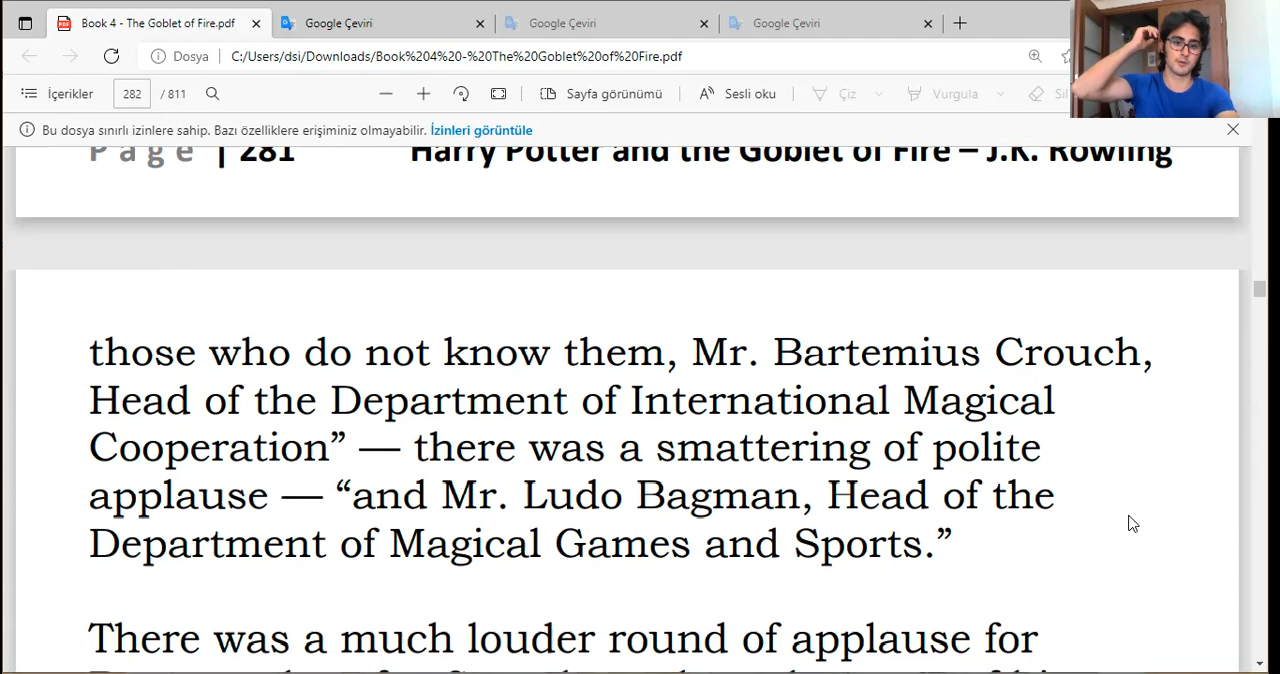 Book 4 - The Goblet of Fire.pdf
Google Çeviri
Google Çeviri
Google Çeviri
Dosya
C:/Users/dsi/Downloads/Book%204%20-%20The%20Goblet%20of%20Fire.pdf
İçerikler
282
/ 811
Sayfa görünümü
Sesli oku
Çiz
Vurgula
Sil
Bu dosya sınırlı izinlere sahip. Bazı özelliklere erişiminiz olmayabilir. İzinleri görüntüle
Page | 281 Harry Potter and the Goblet of Fire – J.K. Rowling
those who do not know them, Mr. Bartemius Crouch,
Head of the Department of International Magical
Cooperation” — there was a smattering of polite
applause — “and Mr. Ludo Bagman, Head of the
Department of Magical Games and Sports.”
There was a much louder round of applause for